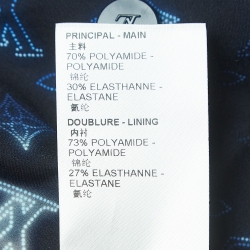 PRINCIPAL - MAIN
主料
70% POLYAMIDE -
POLYAMIDE
锦纶
30% ELASTHANNE -
ELASTANE
氨纶
DOUBLURE - LINING
内衬
73% POLYAMIDE -
POLYAMIDE
锦纶
27% ELASTHANNE -
ELASTANE
氨纶